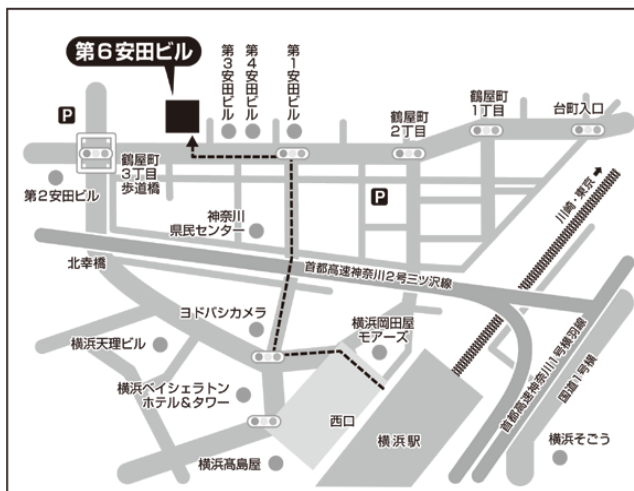 第6安田ビル
第3安田ビル
第4安田ビル
第1安田ビル
鶴屋町
2丁目
鶴屋町
1丁目
台町入口
P
鶴屋町
3丁目
歩道橋
第2安田ビル
P
川崎・東京
神奈川
県民センター
北幸橋
首都高速神奈川2号三ツ沢線
ヨドバシカメラ
横浜岡田屋
モアーズ
横浜天理ビル
横浜ベイシェラトン
ホテル&タワー
西口
横浜駅
首都高速神奈川1号横羽線
国道1号横
横浜髙島屋
横浜そごう